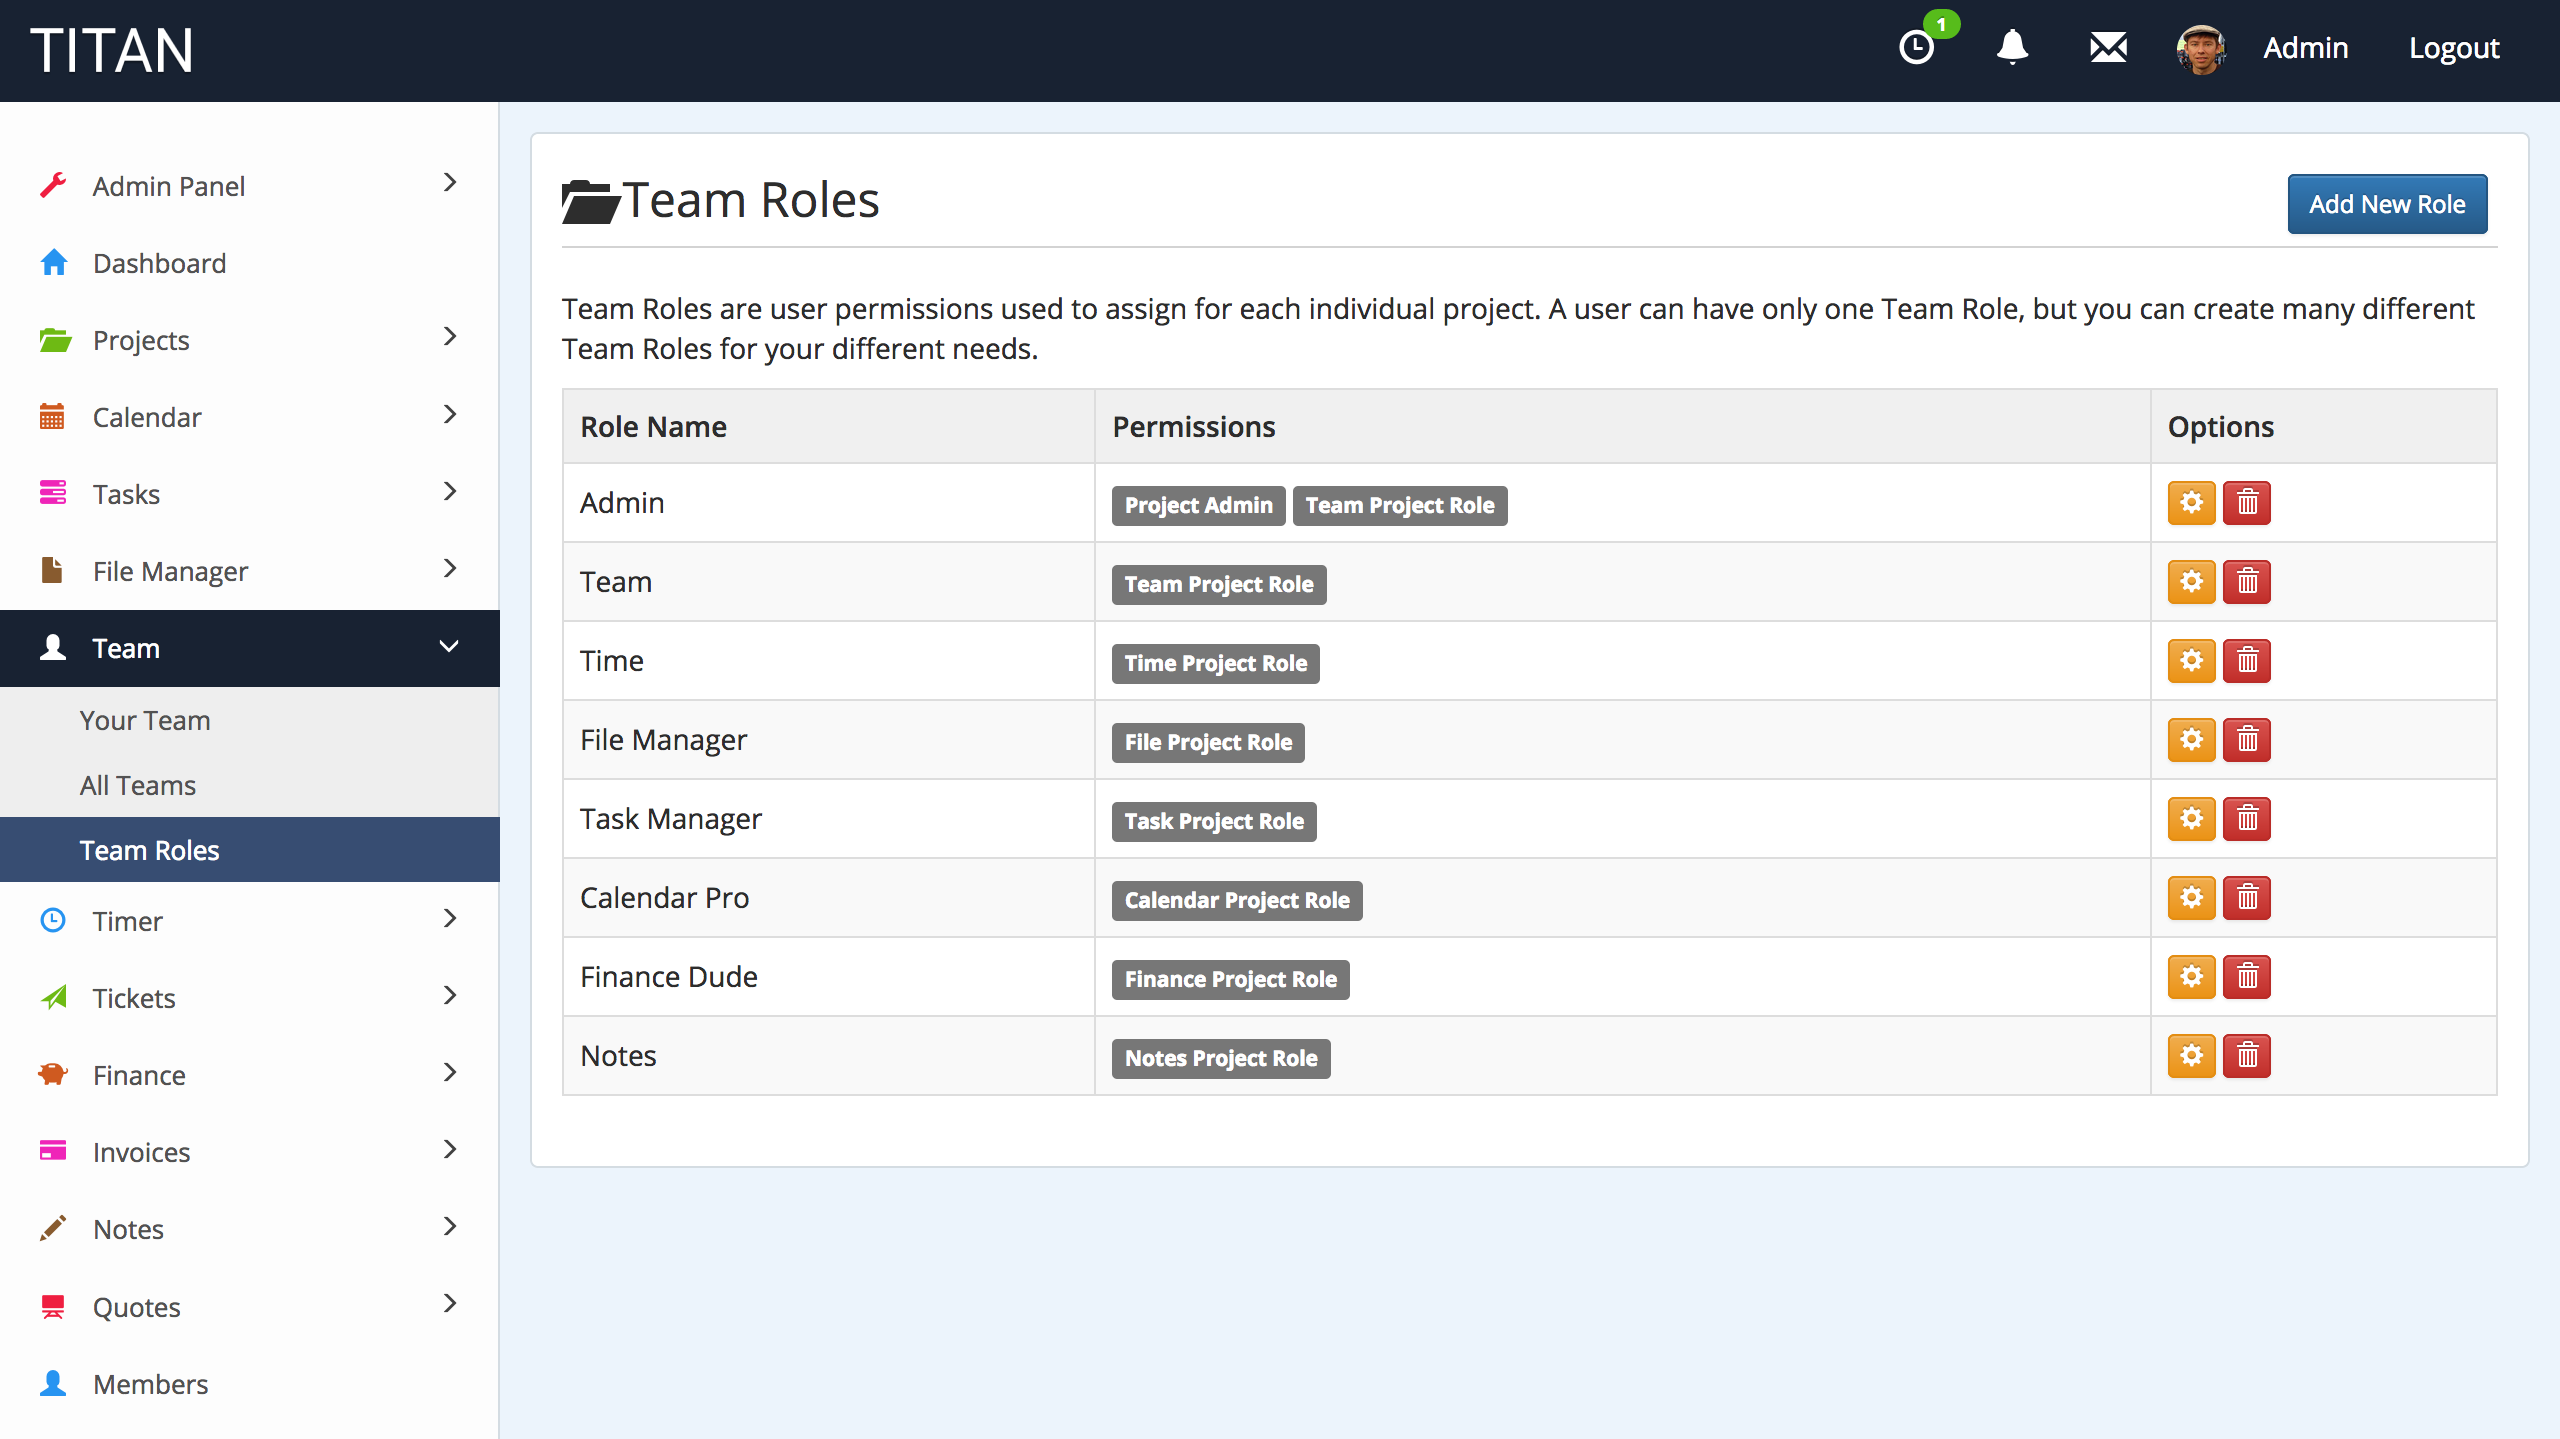 TITAN
1
Admin
Logout
Admin Panel
Dashboard
Projects
Calendar
Tasks
File Manager
Team
Your Team
All Teams
Team Roles
Timer
Tickets
Finance
Invoices
Notes
Quotes
Members
Team Roles
Add New Role
Team Roles are user permissions used to assign for each individual project. A user can have only one Team Role, but you can create many different
Team Roles for your different needs.
Role Name Permissions Options
Admin Project Admin Team Project Role
Team Team Project Role
Time Time Project Role
File Manager File Project Role
Task Manager Task Project Role
Calendar Pro Calendar Project Role
Finance Dude Finance Project Role
Notes Notes Project Role